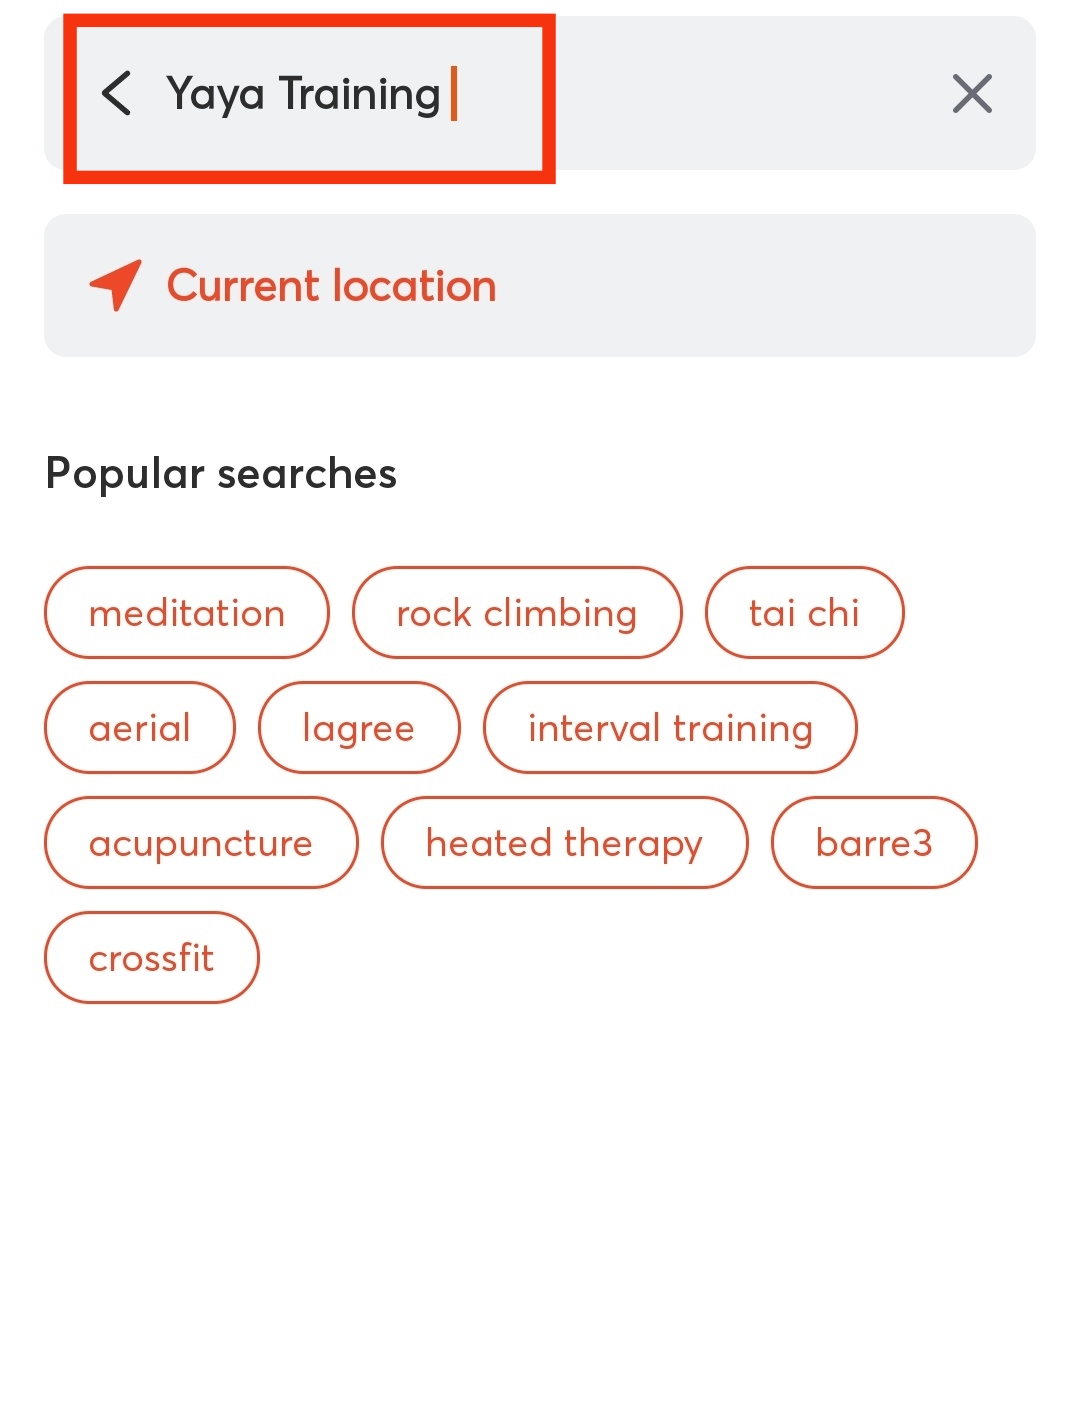 Yaya Training
Current location
Popular searches
meditation
rock climbing
tai chi
aerial
lagree
interval training
acupuncture
heated therapy
barre3
crossfit